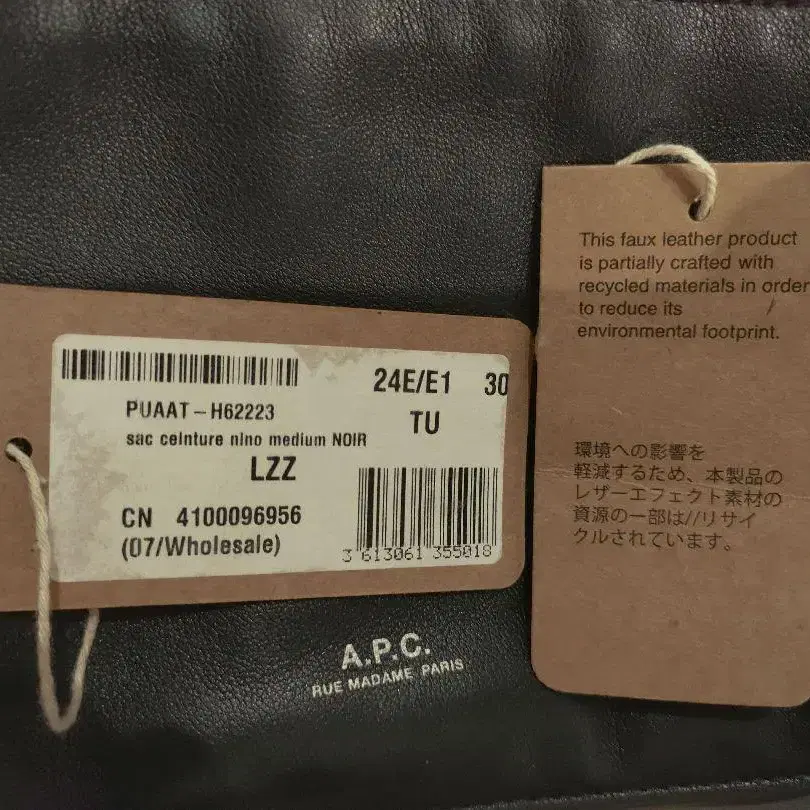 24E/E1 30
PUAAT-H62223 TU
sac ceinture nino medium NOIR
LZZ
CN 4100096956
(07/Wholesale)
3 613061 355018
A.P.C.
RUE MADAME PARIS
This faux leather product
is partially crafted with
recycled materials in order
to reduce its
environmental footprint.
環境への影響を
軽減するため、本製品の
レザーエフェクト素材の
資源の一部は//リサイ
クルされています。